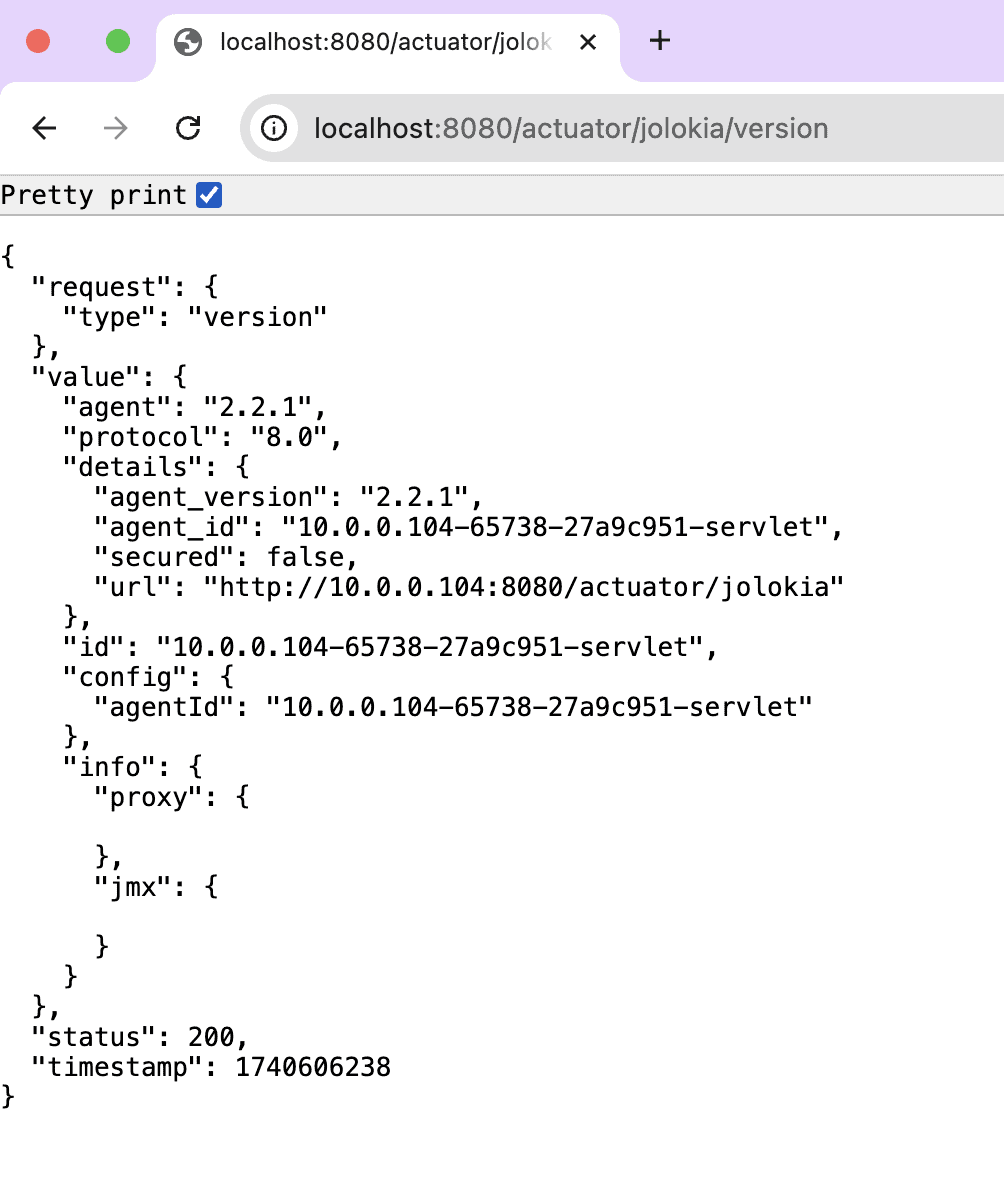 localhost:8080/actuator/jolok
localhost:8080/actuator/jolokia/version
Pretty print
{
  "request": {
    "type": "version"
  },
  "value": {
    "agent": "2.2.1",
    "protocol": "8.0",
    "details": {
      "agent_version": "2.2.1",
      "agent_id": "10.0.0.104-65738-27a9c951-servlet",
      "secured": false,
      "url": "http://10.0.0.104:8080/actuator/jolokia"
    },
    "id": "10.0.0.104-65738-27a9c951-servlet",
    "config": {
      "agentId": "10.0.0.104-65738-27a9c951-servlet"
    },
    "info": {
      "proxy": {

      },
      "jmx": {

      }
    }
  },
  "status": 200,
  "timestamp": 1740606238
}